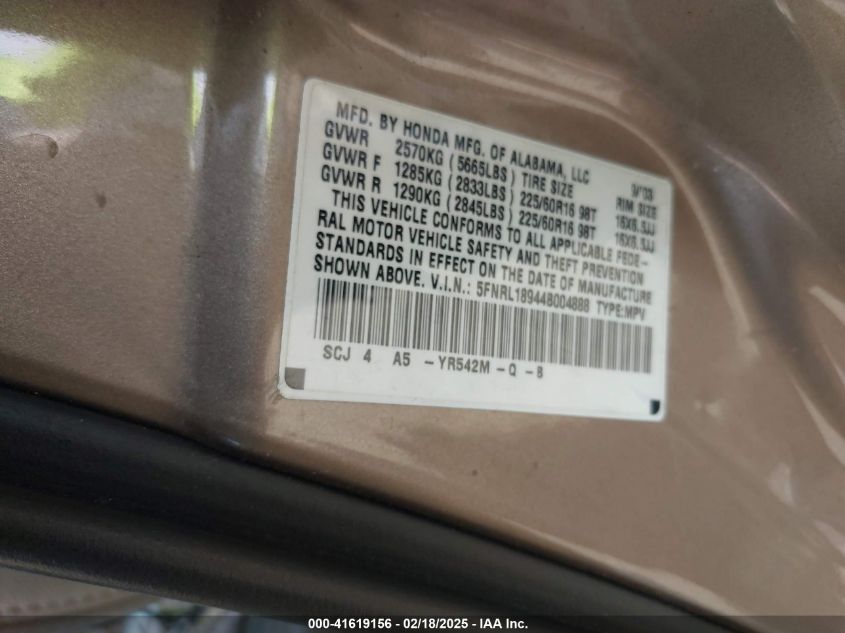 MFD. BY HONDA MFG. OF ALABAMA, LLC 9/03
GVWR 2570KG (5665LBS) TIRE SIZE RIM SIZE
GVWR F 1285KG (2833LBS) 225/60R16 98T 16X6.5JJ
GVWR R 1290KG (2845LBS) 225/60R16 98T 16X6.5JJ
THIS VEHICLE CONFORMS TO ALL APPLICABLE FEDE-
RAL MOTOR VEHICLE SAFETY AND THEFT PREVENTION
STANDARDS IN EFFECT ON THE DATE OF MANUFACTURE
SHOWN ABOVE. V.I.N.: 5FNRL18944B004888 TYPE:MPV
SCJ 4 A5 -YR542M -Q -B
000-41619156 - 02/18/2025 - IAA Inc.